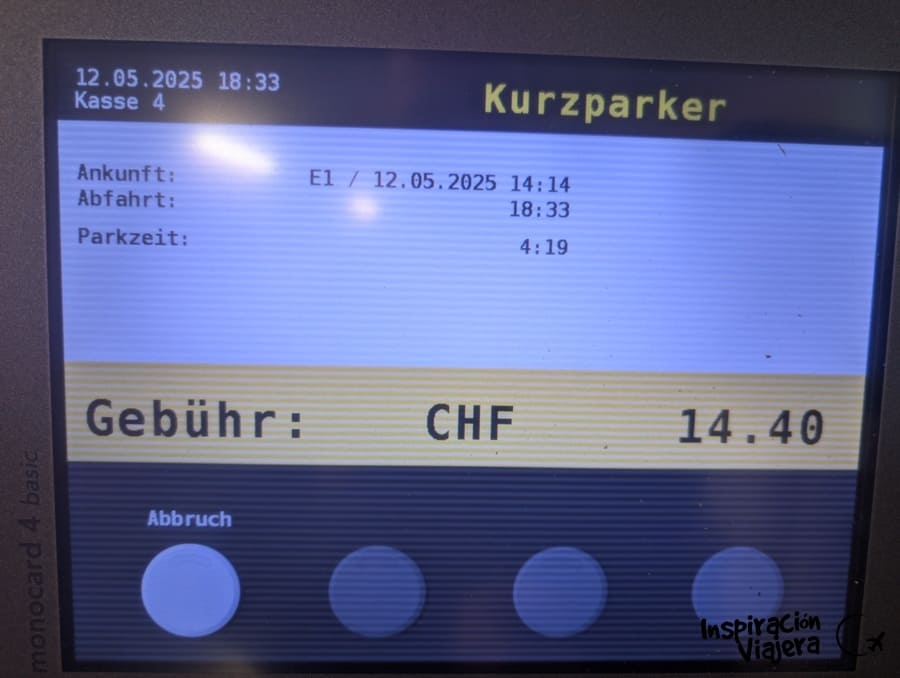 12.05.2025 18:33
Kasse 4
Kurzparker
Ankunft: E1 / 12.05.2025 14:14
Abfahrt: 18:33
Parkzeit: 4:19
Gebühr: CHF 14.40
Abbruch
monocard 4 basic
Inspiración
Viajera